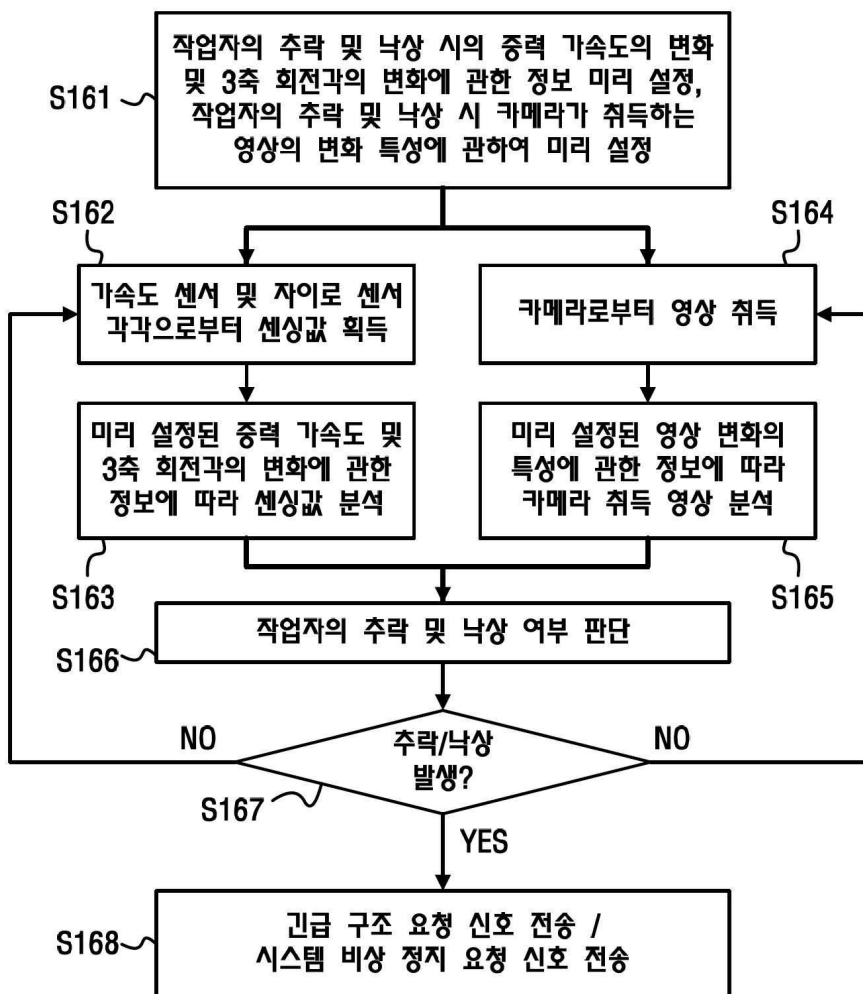 작업자의 추락 및 낙상 시의 중력 가속도의 변화
및 3축 회전각의 변화에 관한 정보 미리 설정,
작업자의 추락 및 낙상 시 카메라가 취득하는
영상의 변화 특성에 관하여 미리 설정
S161
S162
가속도 센서 및 자이로 센서
각각으로부터 센싱값 획득
S164
카메라로부터 영상 취득
미리 설정된 중력 가속도 및
3축 회전각의 변화에 관한
정보에 따라 센싱값 분석
S163
미리 설정된 영상 변화의
특성에 관한 정보에 따라
카메라 취득 영상 분석
S165
작업자의 추락 및 낙상 여부 판단
S166
NO
추락/낙상
발생?
NO
S167
YES
긴급 구조 요청 신호 전송 /
시스템 비상 정지 요청 신호 전송
S168